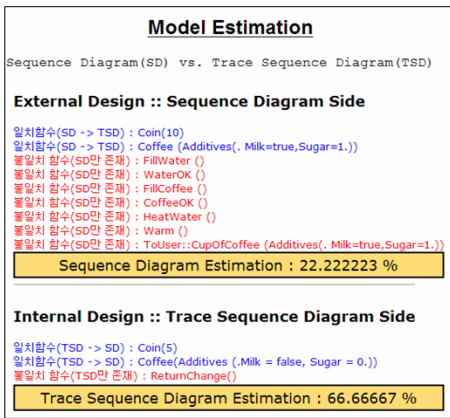 Model Estimation
Sequence Diagram(SD) vs. Trace Sequence Diagram(TSD)
External Design :: Sequence Diagram Side
일치함수(SD -> TSD) : Coin(10)
일치함수(SD -> TSD) : Coffee (Additives(. Milk=true,Sugar=1.))
불일치 함수(SD만 존재) : FillWater ()
불일치 함수(SD만 존재) : WaterOK ()
불일치 함수(SD만 존재) : FillCoffee ()
불일치 함수(SD만 존재) : CoffeeOK ()
불일치 함수(SD만 존재) : HeatWater ()
불일치 함수(SD만 존재) : Warm ()
불일치 함수(SD만 존재) : ToUser::CupOfCoffee (Additives(. Milk=true,Sugar=1.))
Sequence Diagram Estimation : 22.222223 %
Internal Design :: Trace Sequence Diagram Side
일치함수(TSD -> SD) : Coin(5)
일치함수(TSD -> SD) : Coffee(Additives (.Milk = false, Sugar = 0.))
불일치 함수(TSD만 존재) : ReturnChange()
Trace Sequence Diagram Estimation : 66.66667 %